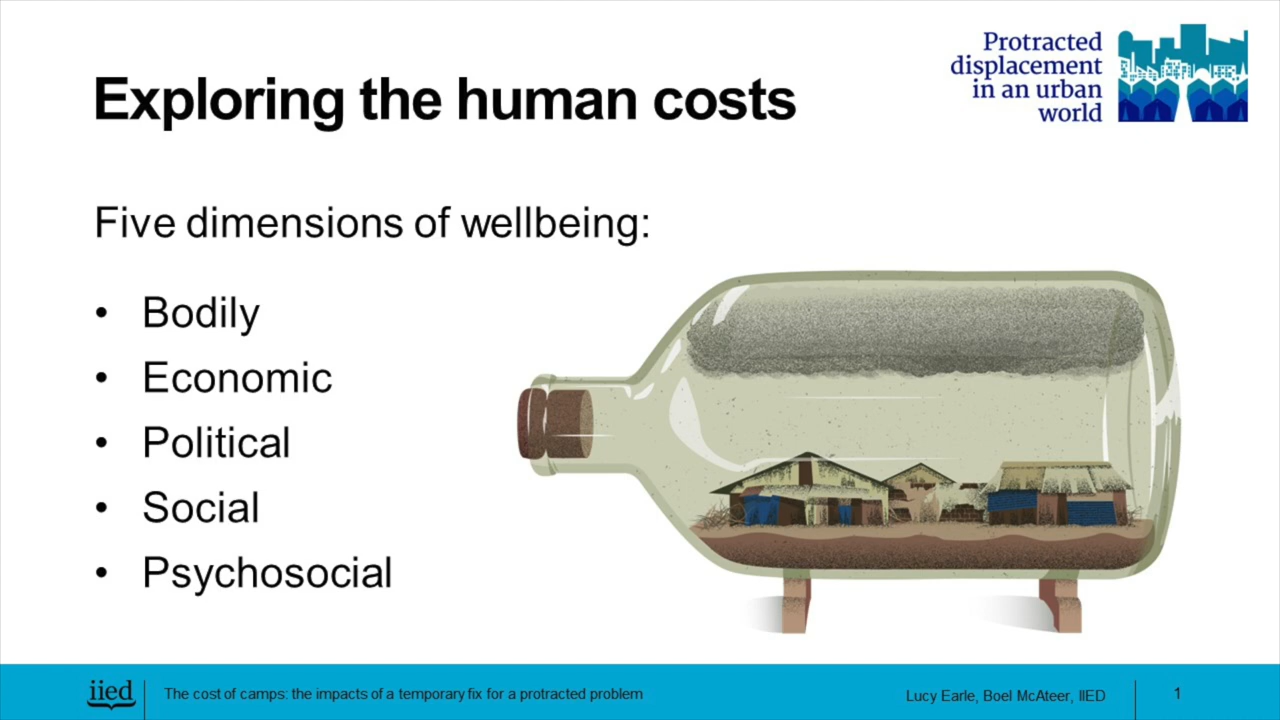 Protracted
displacement
in an urban
world
Exploring the human costs
Five dimensions of wellbeing:
• Bodily
• Economic
• Political
• Social
• Psychosocial
iied
The cost of camps: the impacts of a temporary fix for a protracted problem
Lucy Earle, Boel McAteer, IIED
1